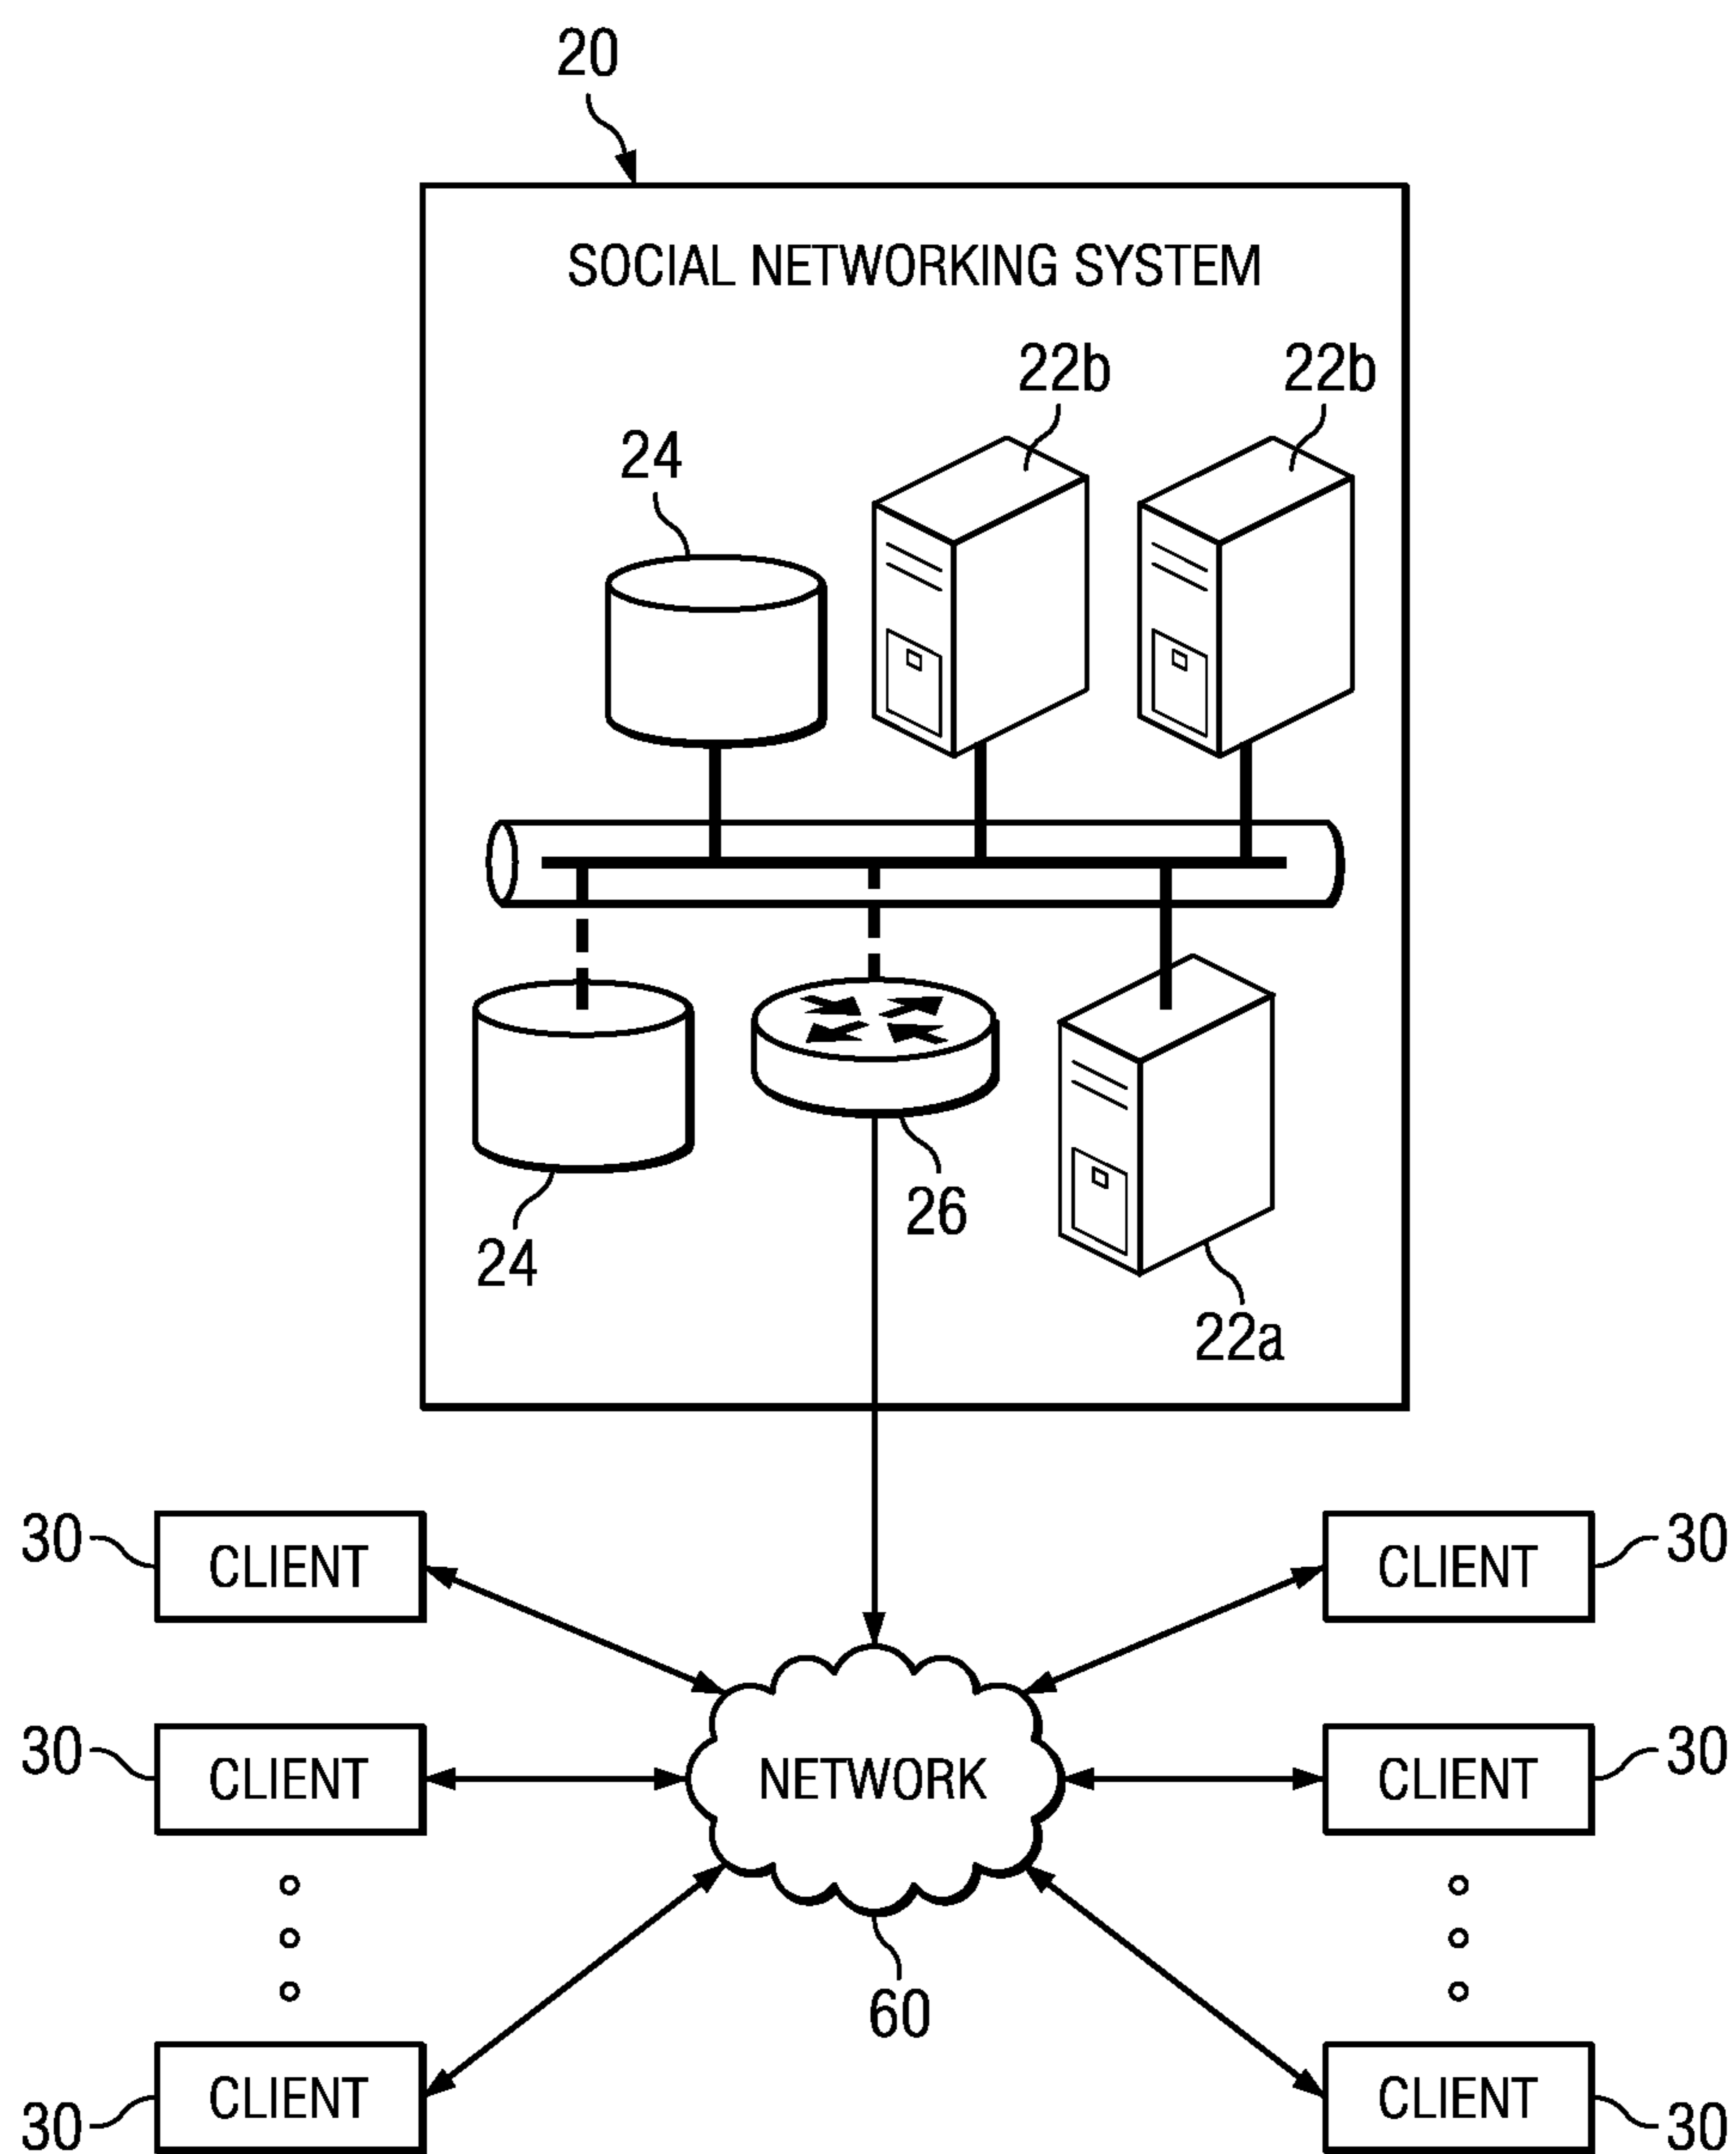 20
SOCIAL NETWORKING SYSTEM
22b
22b
24
26
24
22a
30
CLIENT
CLIENT
30
30
CLIENT
NETWORK
CLIENT
30
60
30
CLIENT
CLIENT
30